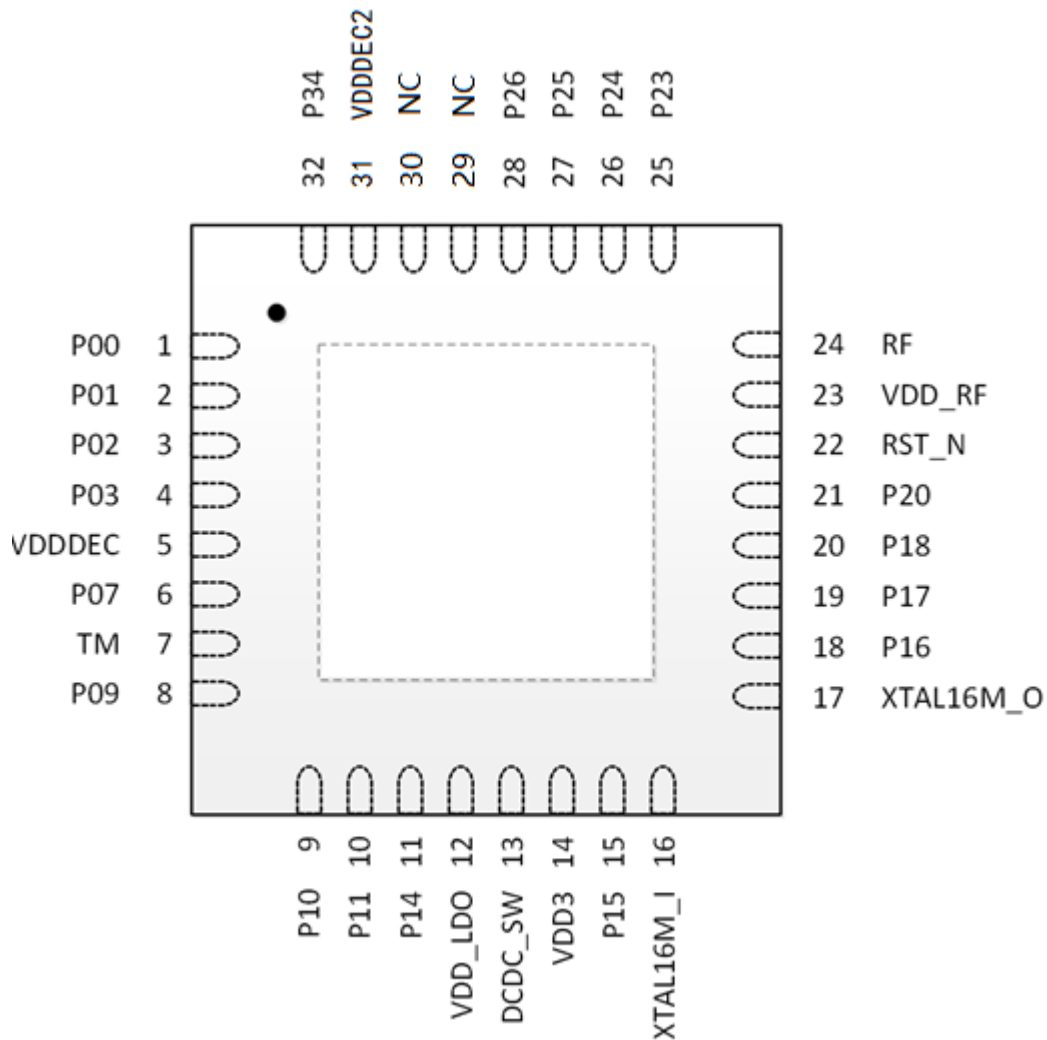 P34 VDDDEC2 NC NC P26 P25 P24 P23
32 31 30 29 28 27 26 25
P00 1
P01 2
P02 3
P03 4
VDDDEC 5
P07 6
TM 7
P09 8
24 RF
23 VDD_RF
22 RST_N
21 P20
20 P18
19 P17
18 P16
17 XTAL16M_O
9 10 11 12 13 14 15 16
P10 P11 P14 VDD_LDO DCDC_SW VDD3 P15 XTAL16M_I